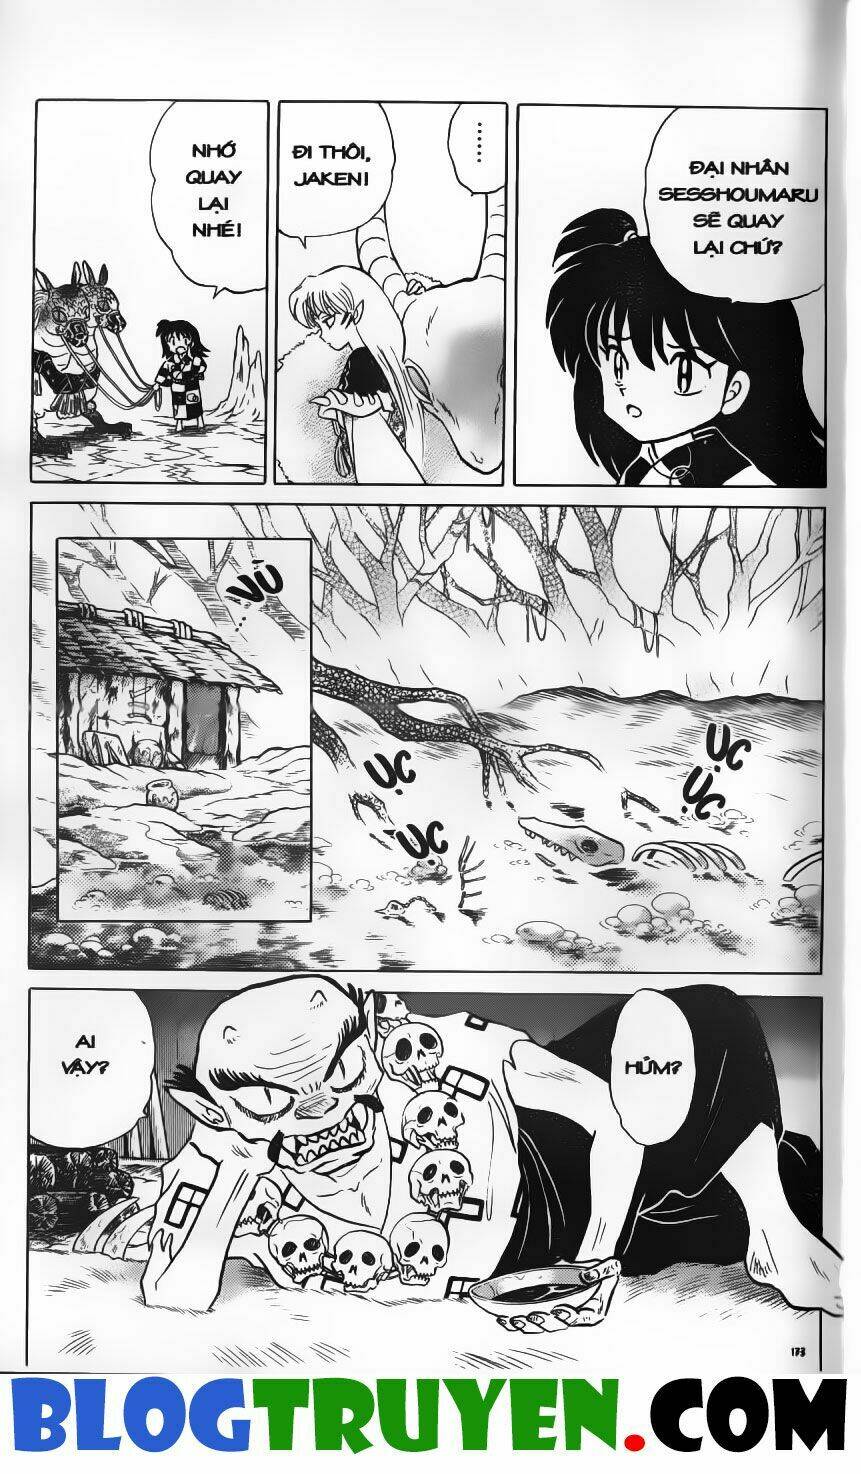 ĐẠI NHÂN
SESSHOUMARU
SẼ QUAY
LẠI CHỨ?
.......
ĐI THÔI,
JAKEN!
NHỚ
QUAY
LẠI
NHÉ!
...VÙ
ỤC
ỤC
ỤC
ỤC
HỬM?
AI
VẬY?
173
BLOGTRUYEN.COM